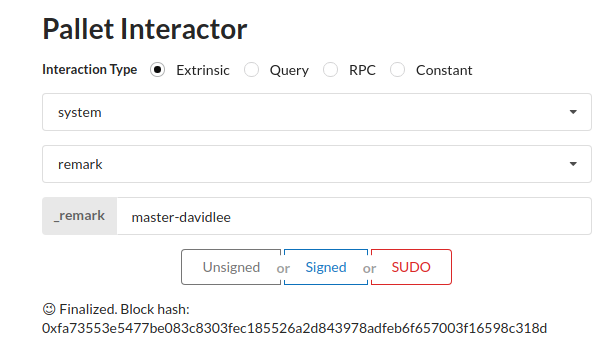 Pallet Interactor
Interaction Type Extrinsic Query RPC Constant
system
remark
_remark master-davidlee
Unsigned or Signed or SUDO
😉 Finalized. Block hash:
0xfa73553e5477be083c8303fec185526a2d843978adfeb6f657003f16598c318d